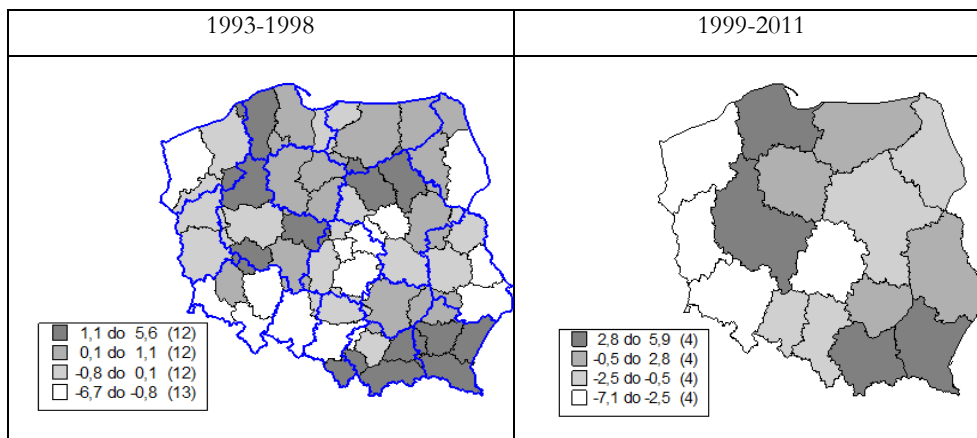 1993-1998
1999-2011
1,1 do 5,6 (12)
0,1 do 1,1 (12)
-0,8 do 0,1 (12)
-6,7 do -0,8 (13)
2,8 do 5,9 (4)
-0,5 do 2,8 (4)
-2,5 do -0,5 (4)
-7,1 do -2,5 (4)